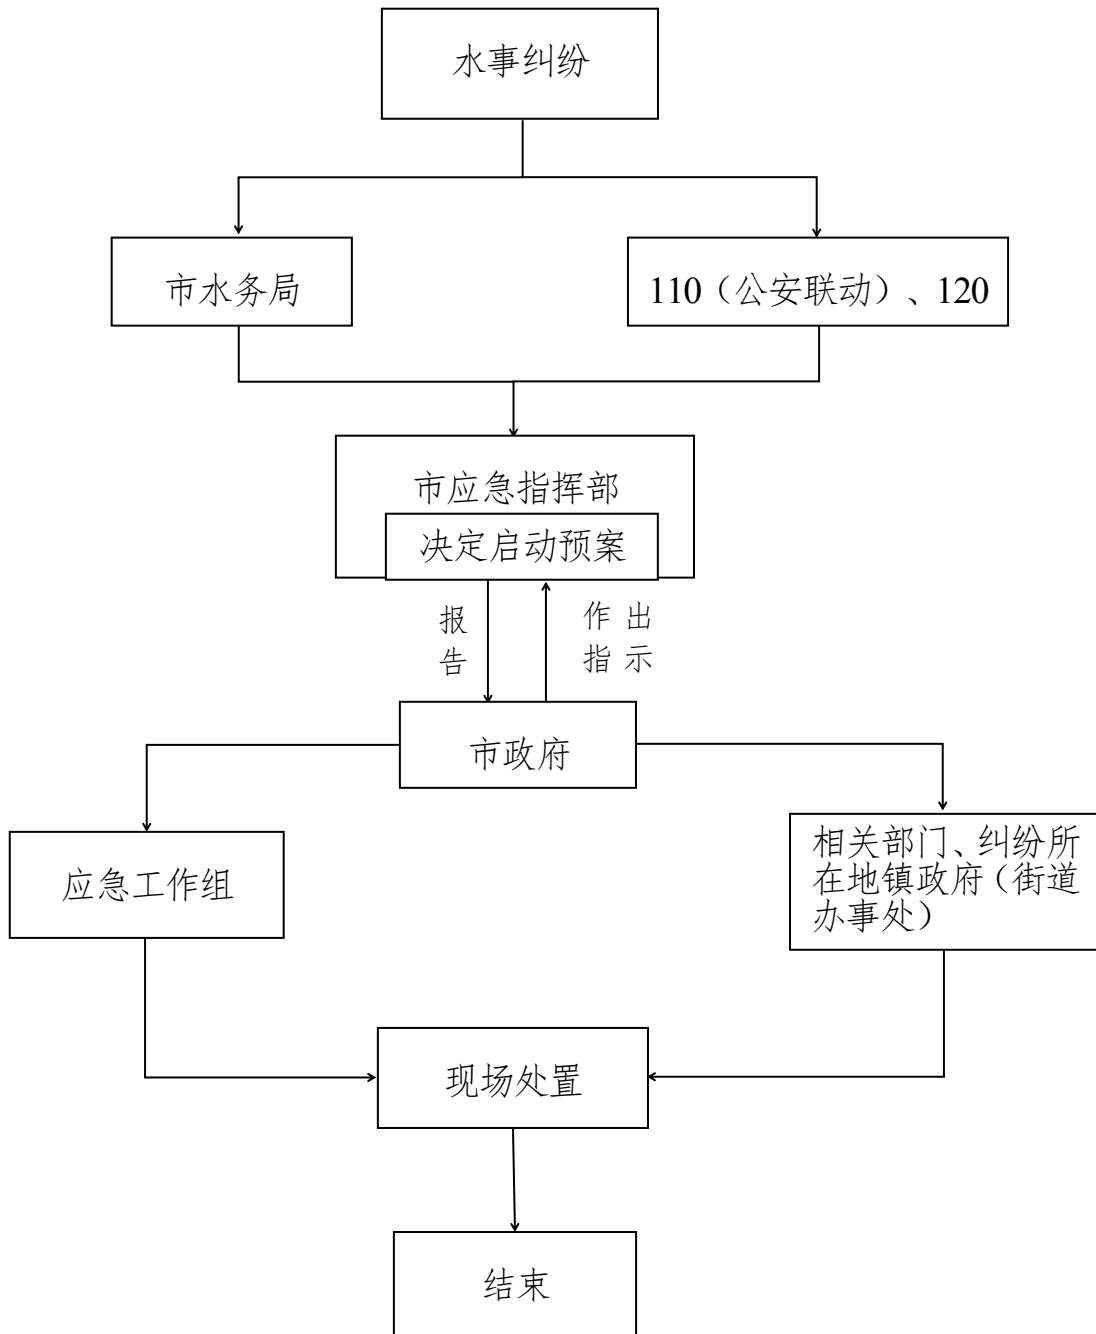 水事纠纷
市水务局
110（公安联动）、120
市应急指挥部
决定启动预案
报
告
作 出
指 示
市政府
应急工作组
相关部门、纠纷所
在地镇政府（街道
办事处）
现场处置
结束